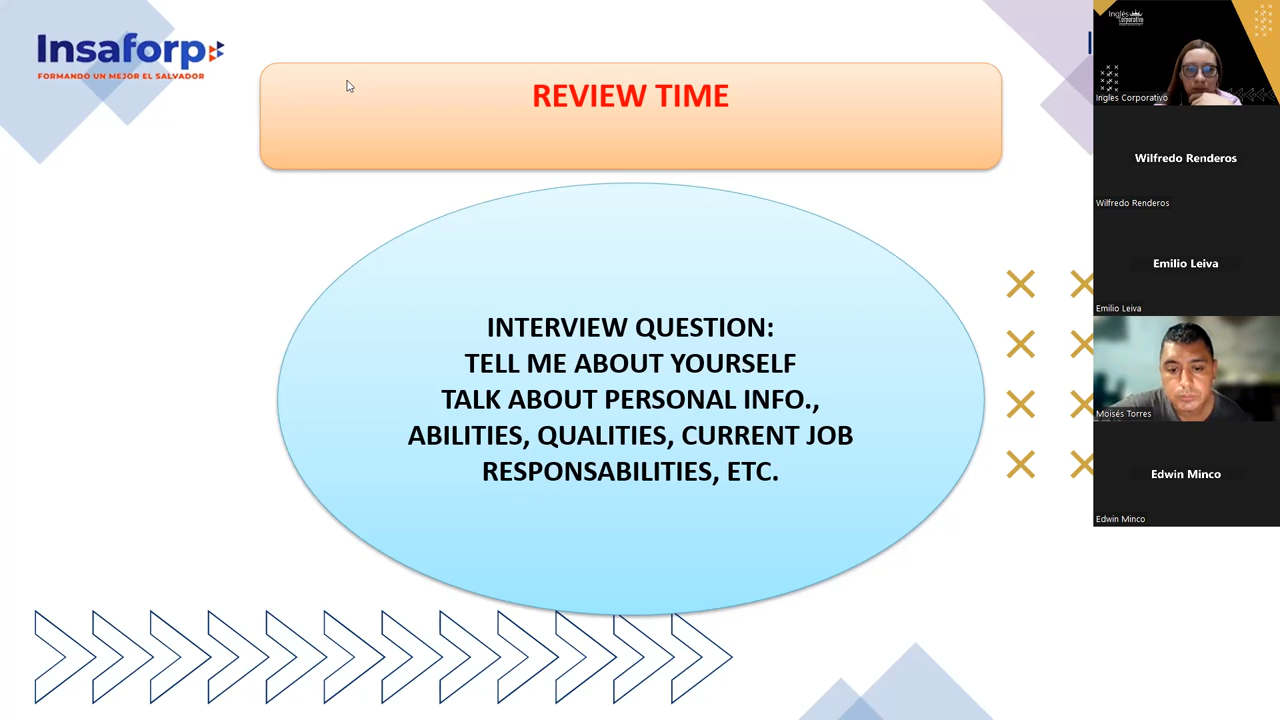 Insaforp
FORMANDO UN MEJOR EL SALVADOR
REVIEW TIME
INTERVIEW QUESTION:
TELL ME ABOUT YOURSELF
TALK ABOUT PERSONAL INFO.,
ABILITIES, QUALITIES, CURRENT JOB
RESPONSABILITIES, ETC.
Inglés
Corporativo
Ingles Corporativo
Wilfredo Renderos
Wilfredo Renderos
Emilio Leiva
Emilio Leiva
Moisés Torres
Edwin Minco
Edwin Minco